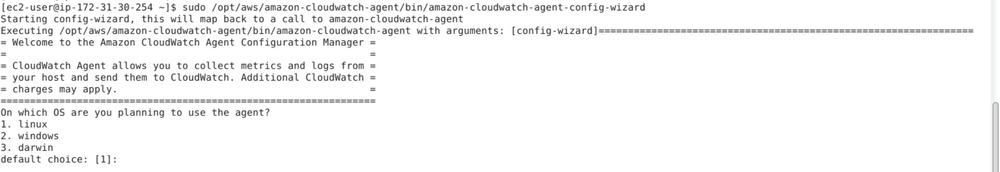 [ec2-user@ip-172-31-30-254 ~]$ sudo /opt/aws/amazon-cloudwatch-agent/bin/amazon-cloudwatch-agent-config-wizard
Starting config-wizard, this will map back to a call to amazon-cloudwatch-agent
Executing /opt/aws/amazon-cloudwatch-agent/bin/amazon-cloudwatch-agent with arguments: [config-wizard]================================================================
= Welcome to the Amazon CloudWatch Agent Configuration Manager =
=                                                              =
= CloudWatch Agent allows you to collect metrics and logs from =
= your host and send them to CloudWatch. Additional CloudWatch =
= charges may apply.                                           =
================================================================
On which OS are you planning to use the agent?
1. linux
2. windows
3. darwin
default choice: [1]: